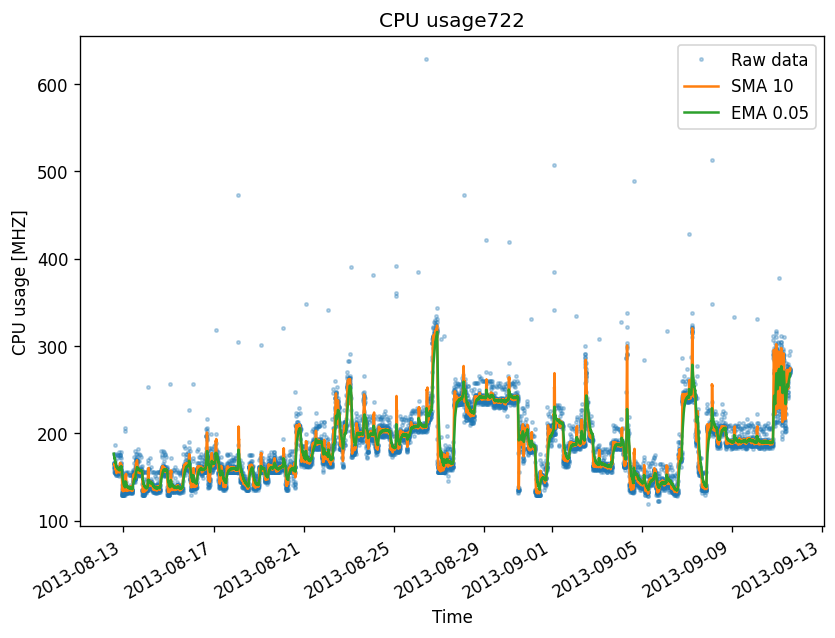 CPU usage722
Raw data
SMA 10
EMA 0.05
CPU usage [MHZ]
600
500
400
300
200
100
2013-08-13
2013-08-17
2013-08-21
2013-08-25
2013-08-29
2013-09-01
2013-09-05
2013-09-09
2013-09-13
Time